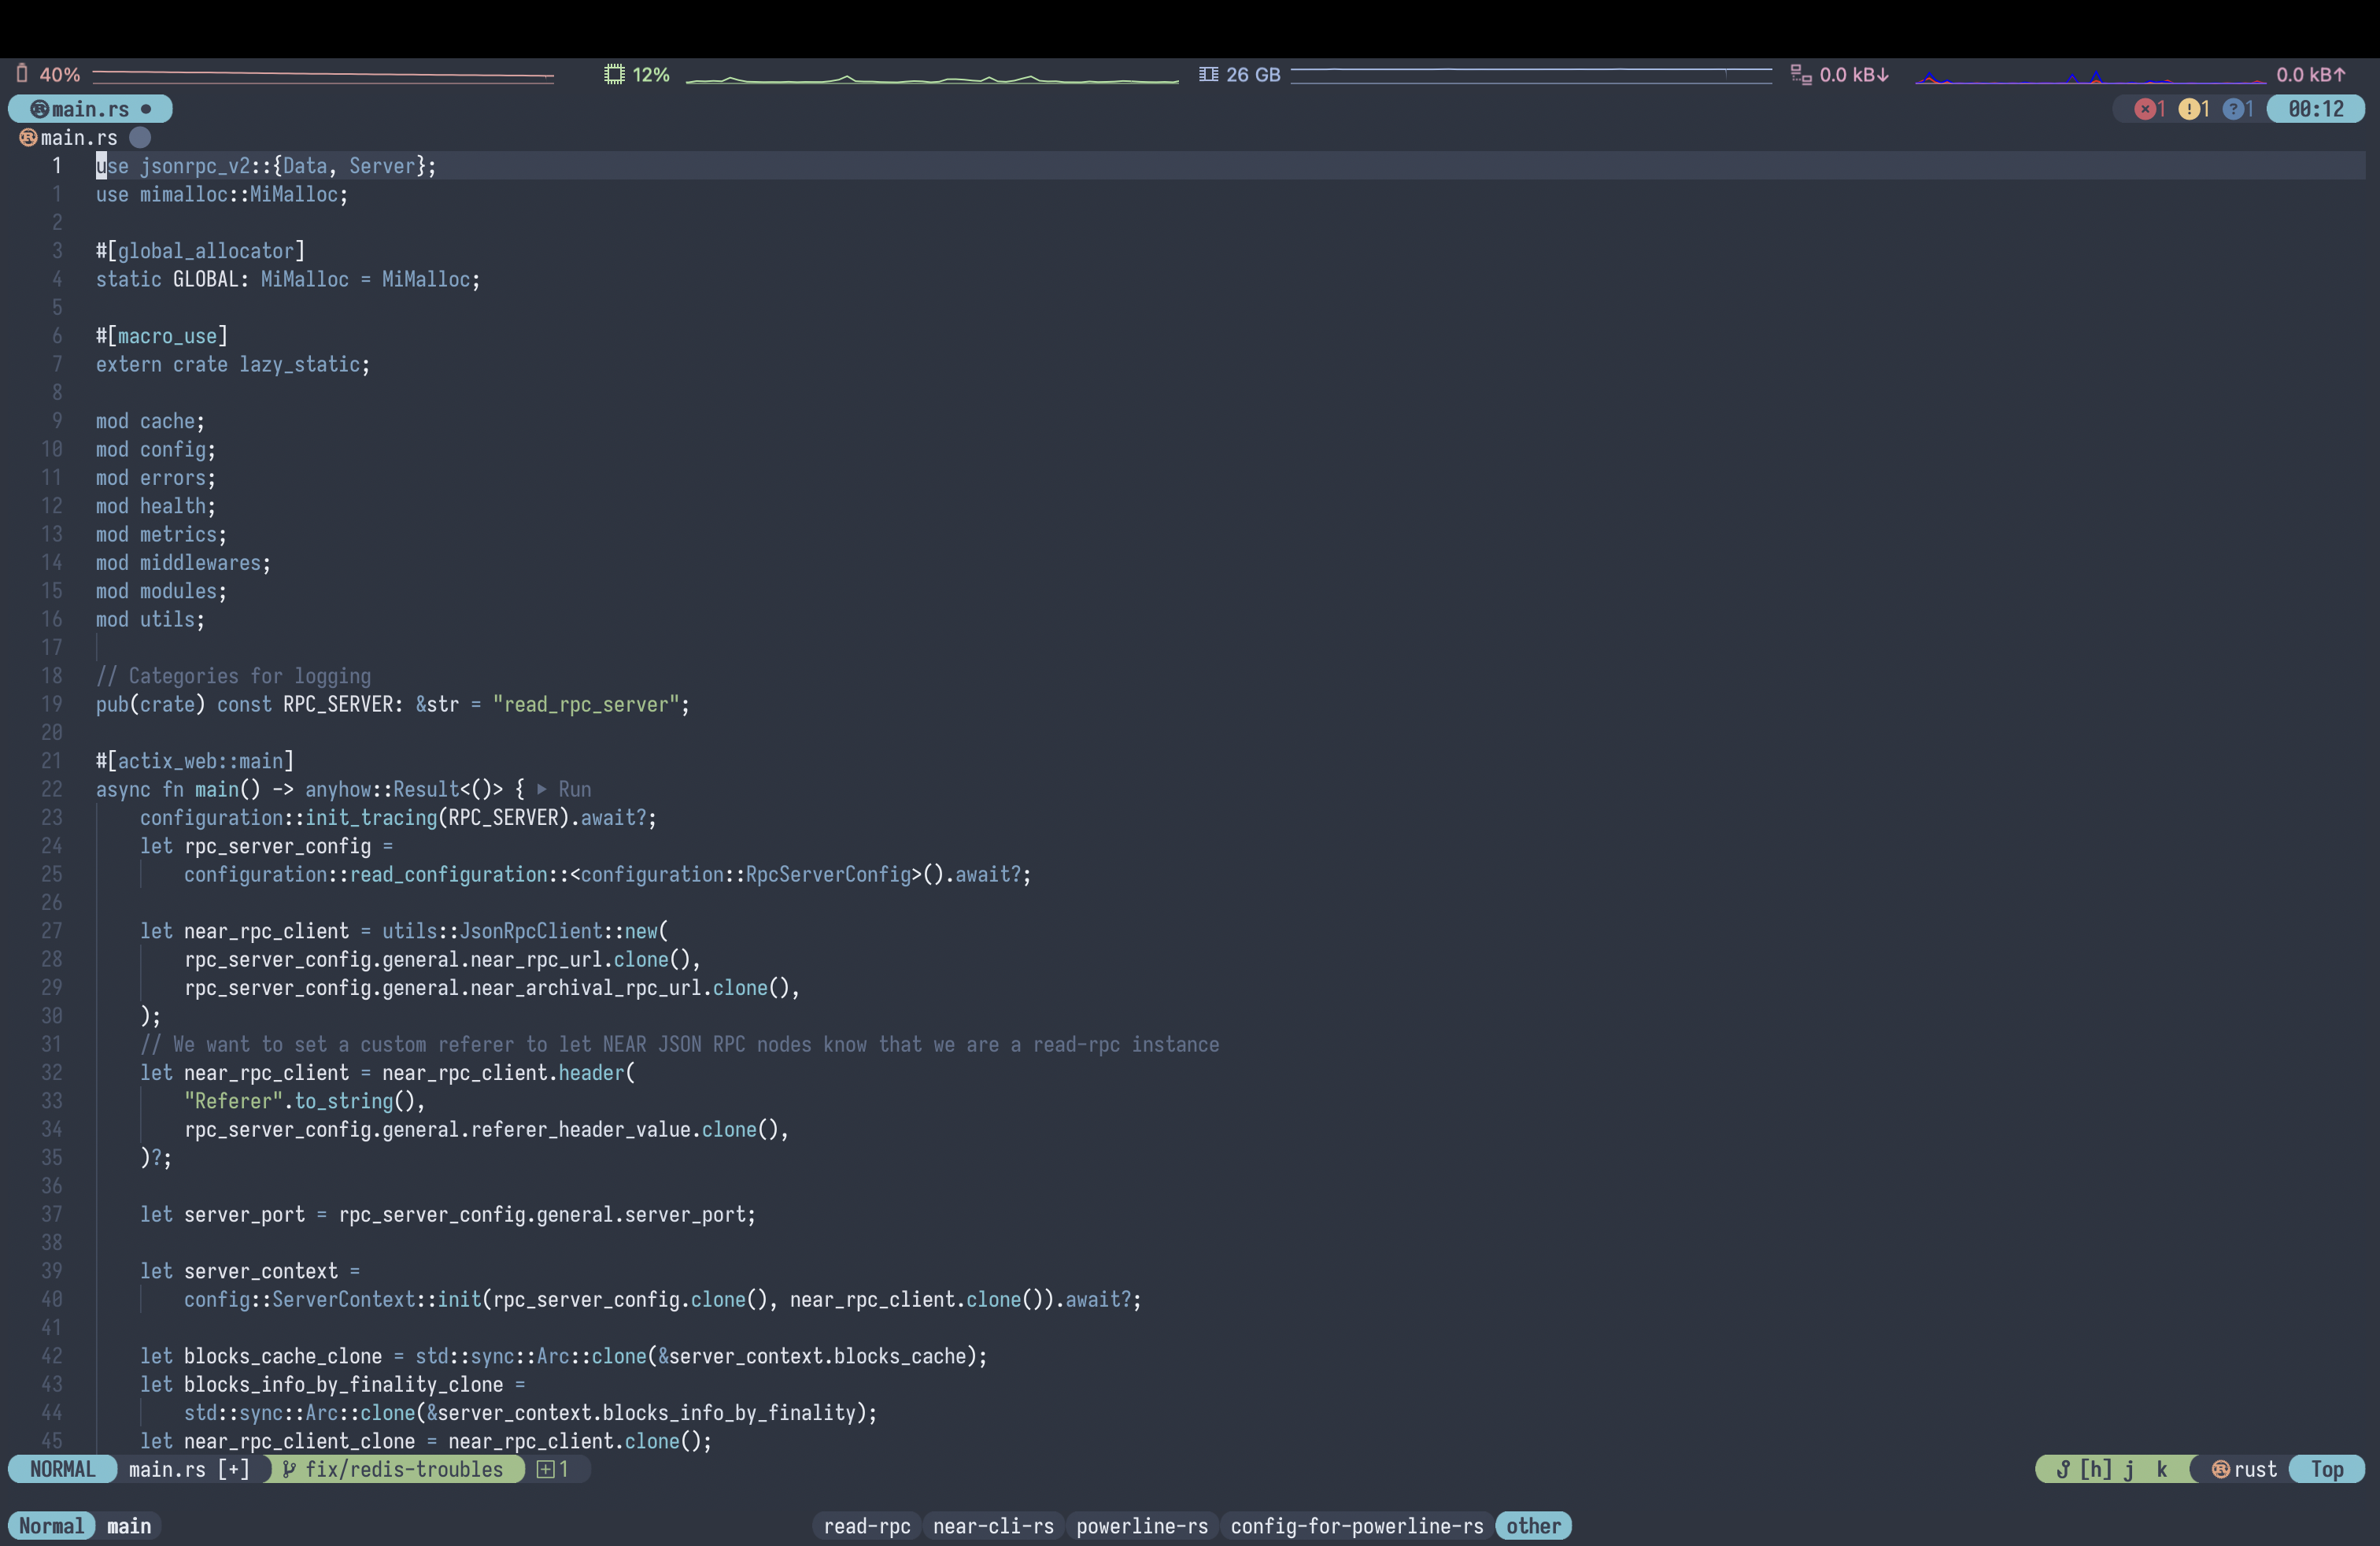 40% 12% 26 GB 0.0 kB↓ 0.0 kB↑
main.rs ● 1 1 1 00:12
main.rs
1 use jsonrpc_v2::{Data, Server};
1 use mimalloc::MiMalloc;
2
3 #[global_allocator]
4 static GLOBAL: MiMalloc = MiMalloc;
5
6 #[macro_use]
7 extern crate lazy_static;
8
9 mod cache;
10 mod config;
11 mod errors;
12 mod health;
13 mod metrics;
14 mod middlewares;
15 mod modules;
16 mod utils;
17
18 // Categories for logging
19 pub(crate) const RPC_SERVER: &str = "read_rpc_server";
20
21 #[actix_web::main]
22 async fn main() -> anyhow::Result<()> { ▶ Run
23 configuration::init_tracing(RPC_SERVER).await?;
24 let rpc_server_config =
25 configuration::read_configuration::<configuration::RpcServerConfig>().await?;
26
27 let near_rpc_client = utils::JsonRpcClient::new(
28 rpc_server_config.general.near_rpc_url.clone(),
29 rpc_server_config.general.near_archival_rpc_url.clone(),
30 );
31 // We want to set a custom referer to let NEAR JSON RPC nodes know that we are a read-rpc instance
32 let near_rpc_client = near_rpc_client.header(
33 "Referer".to_string(),
34 rpc_server_config.general.referer_header_value.clone(),
35 )?;
36
37 let server_port = rpc_server_config.general.server_port;
38
39 let server_context =
40 config::ServerContext::init(rpc_server_config.clone(), near_rpc_client.clone()).await?;
41
42 let blocks_cache_clone = std::sync::Arc::clone(&server_context.blocks_cache);
43 let blocks_info_by_finality_clone =
44 std::sync::Arc::clone(&server_context.blocks_info_by_finality);
45 let near_rpc_client_clone = near_rpc_client.clone();
NORMAL main.rs [+] fix/redis-troubles 1 [h] j k rust Top
Normal main read-rpc near-cli-rs powerline-rs config-for-powerline-rs other